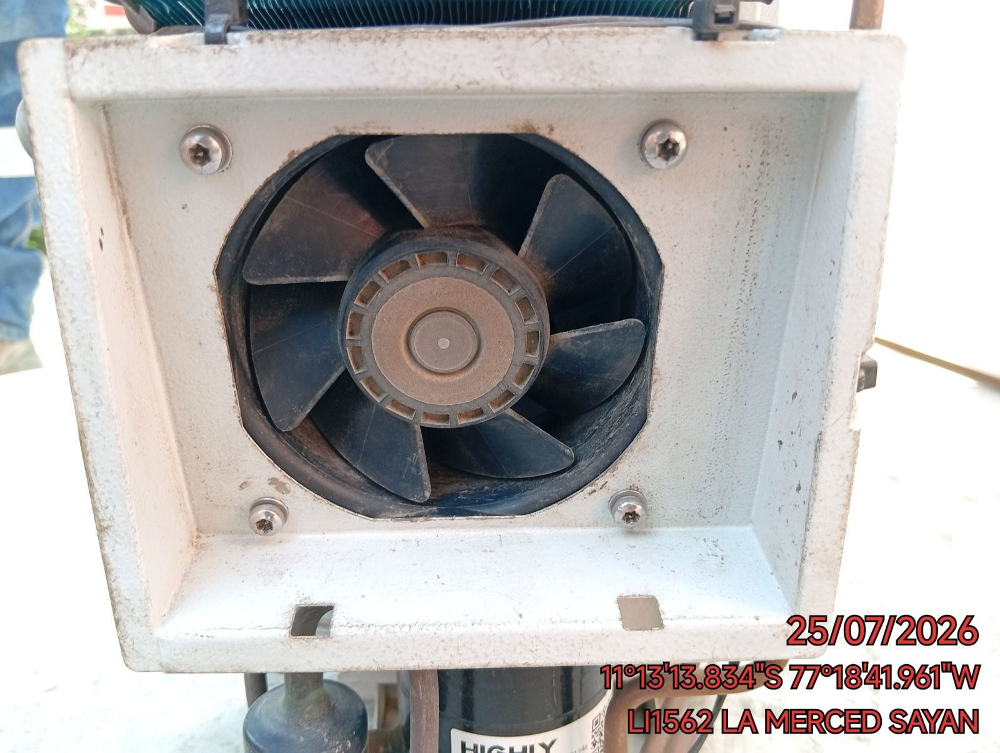 25/07/2026
11°13'13.834"S 77°18'41.961"W
LI1562 LA MERCED SAYAN
HIGHLY